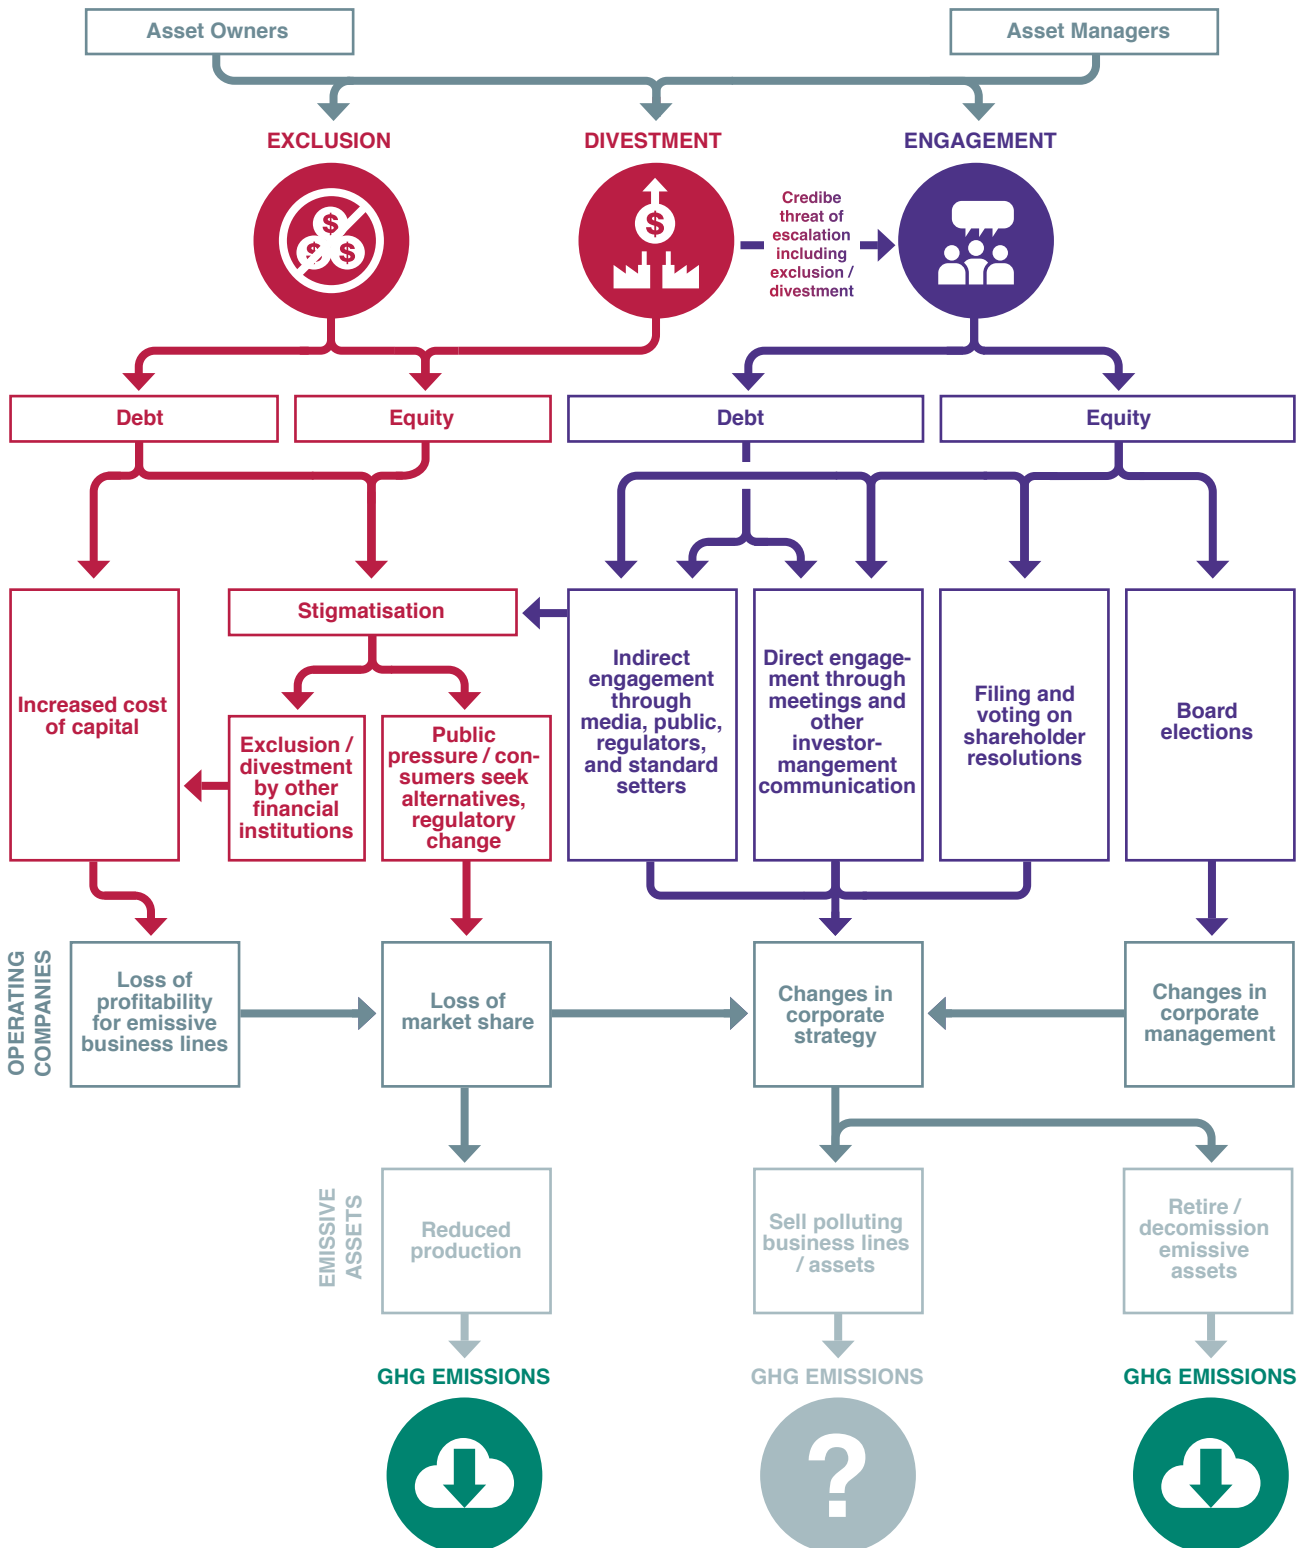 Asset Owners
Asset Managers
EXCLUSION
DIVESTMENT
ENGAGEMENT
$
$
$
$
Credibe
threat of
escalation
including
exclusion /
divestment
Debt
Equity
Debt
Equity
Increased cost
of capital
Stigmatisation
Exclusion /
divestment
by other
financial
institutions
Public
pressure / con-
sumers seek
alternatives,
regulatory
change
Indirect
engagement
through
media, public,
regulators,
and standard
setters
Direct engage-
ment through
meetings and
other
investor-
mangement
communication
Filing and
voting on
shareholder
resolutions
Board
elections
OPERATING
COMPANIES
Loss of
profitability
for emissive
business lines
Loss of
market share
Changes in
corporate
strategy
Changes in
corporate
management
EMISSIVE
ASSETS
Reduced
production
Sell polluting
business lines
/ assets
Retire /
decomission
emissive
assets
GHG EMISSIONS
GHG EMISSIONS
GHG EMISSIONS
?